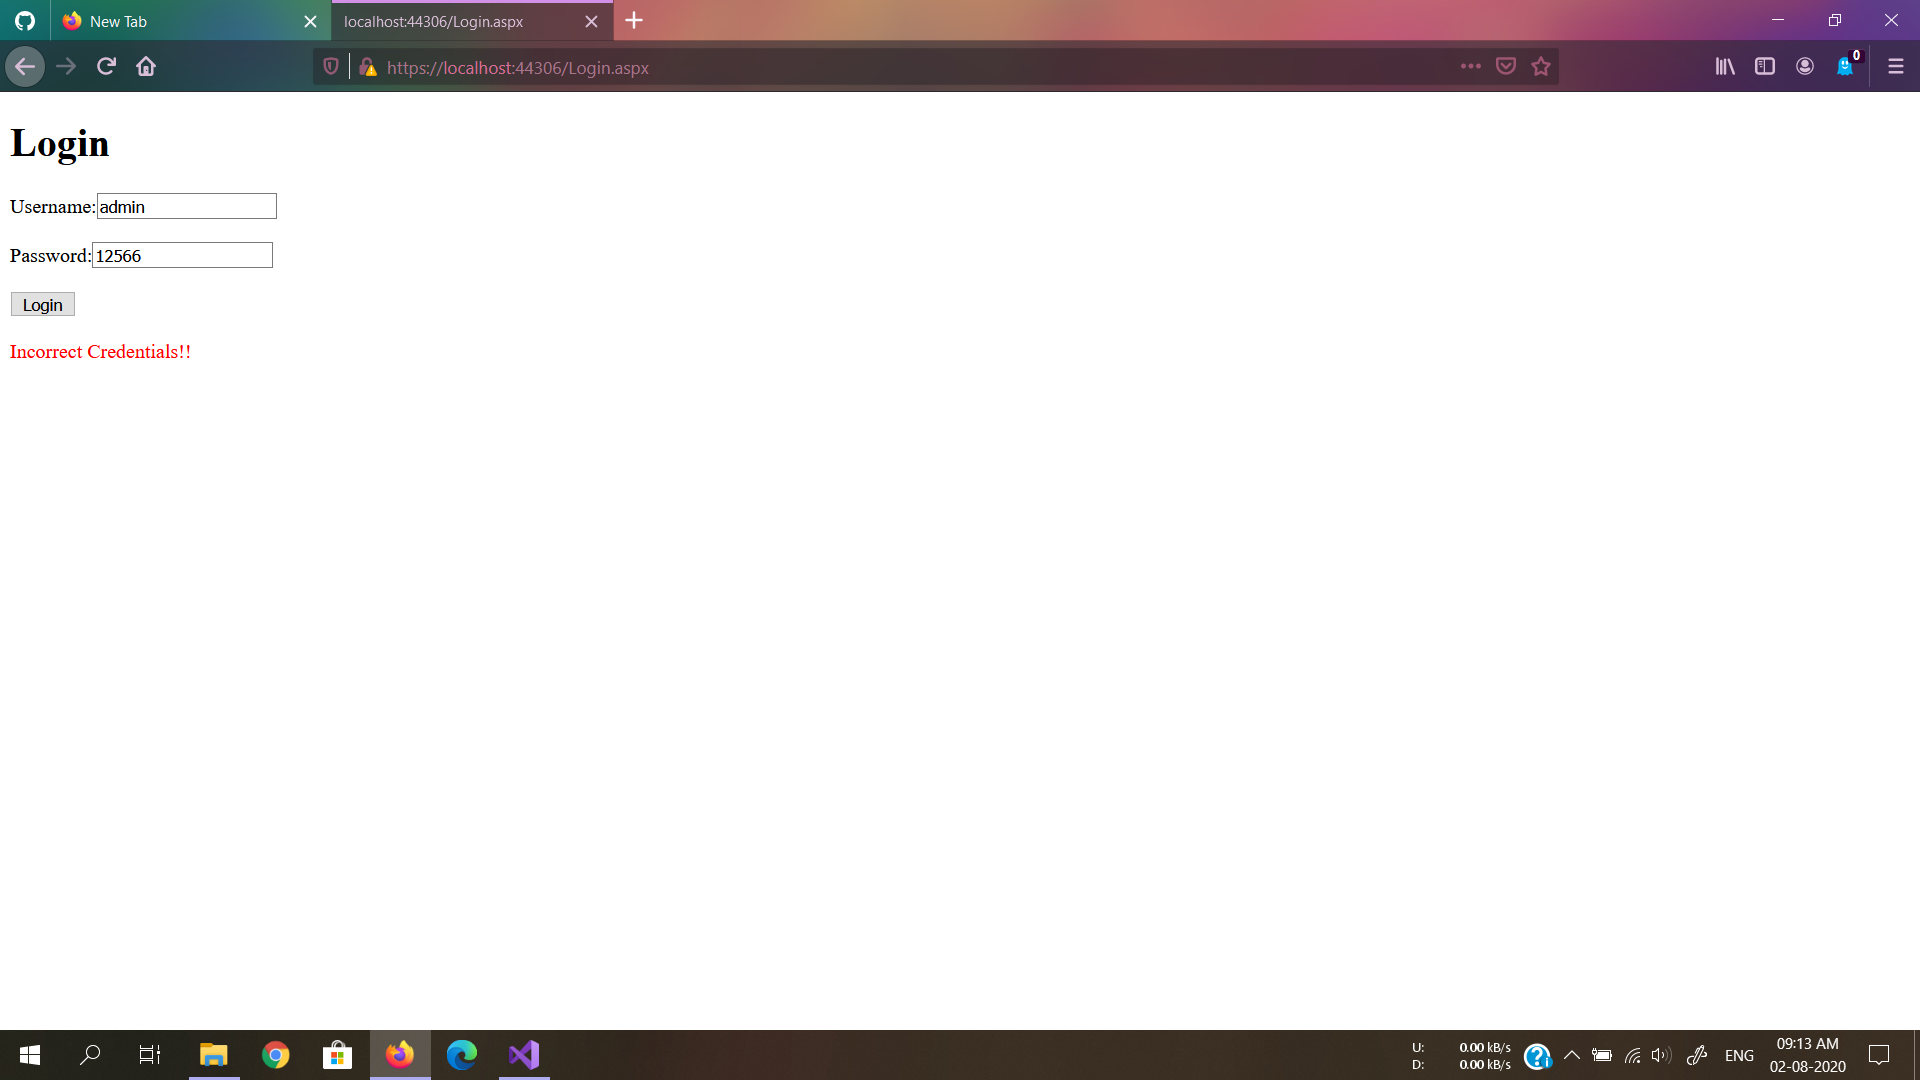 New Tab
localhost:44306/Login.aspx
https://localhost:44306/Login.aspx
0
Login
Username: admin
Password: 12566
Login
Incorrect Credentials!!
U: 0.00 kB/s
D: 0.00 kB/s
ENG
09:13 AM
02-08-2020